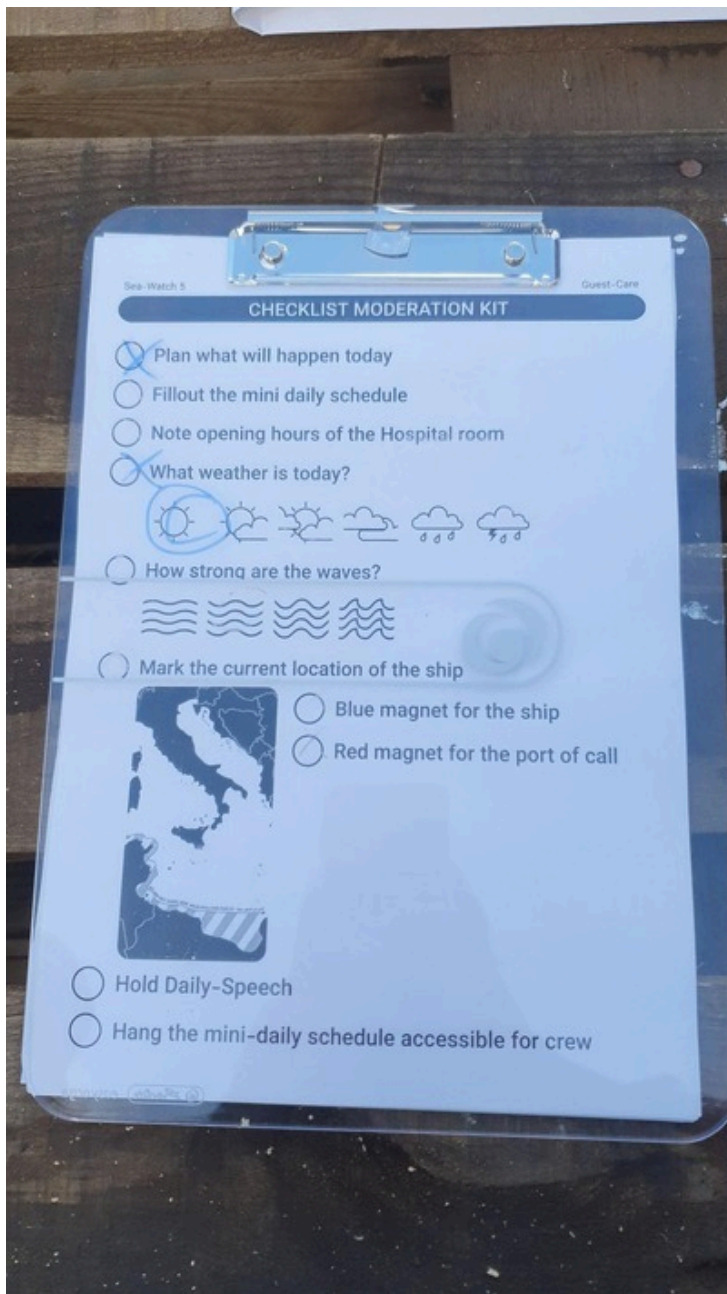 Sea-Watch 5
Guest-Care
CHECKLIST MODERATION KIT
Plan what will happen today
Fillout the mini daily schedule
Note opening hours of the Hospital room
What weather is today?
How strong are the waves?
Mark the current location of the ship
Blue magnet for the ship
Red magnet for the port of call
Hold Daily-Speech
Hang the mini-daily schedule accessible for crew